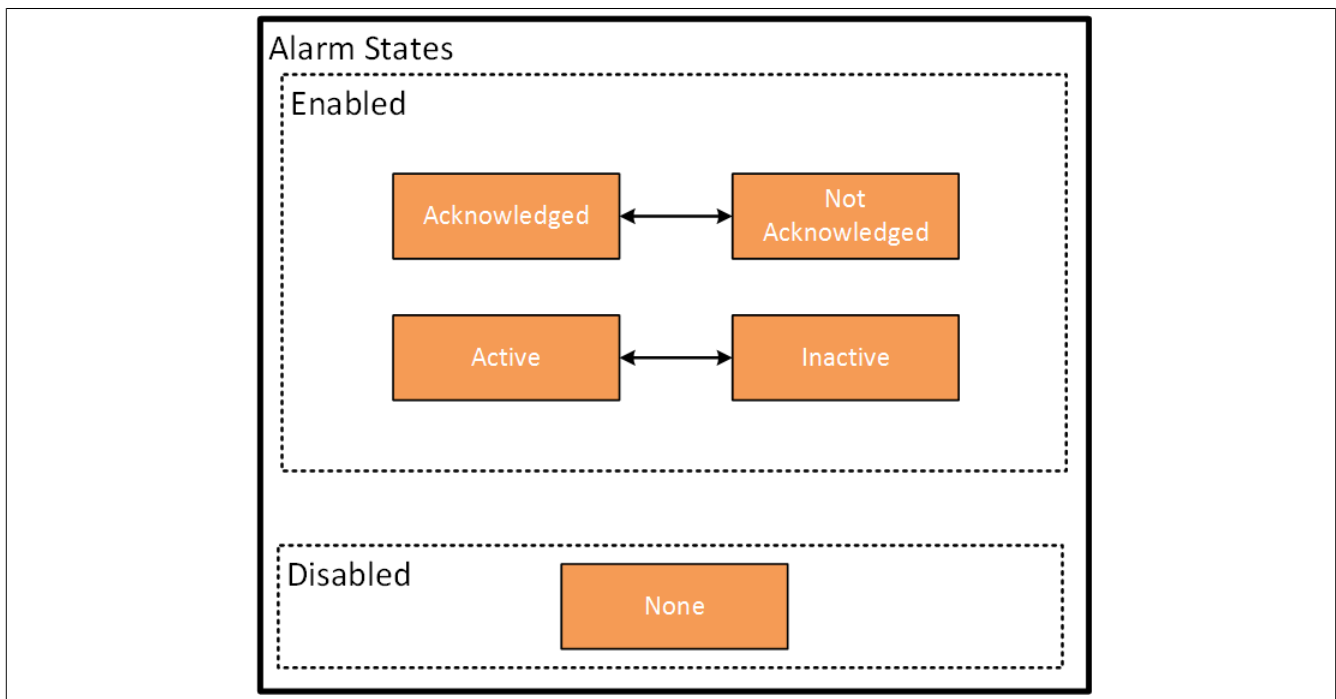 Alarm States
Enabled
Acknowledged
Not
Acknowledged
Active
Inactive
Disabled
None